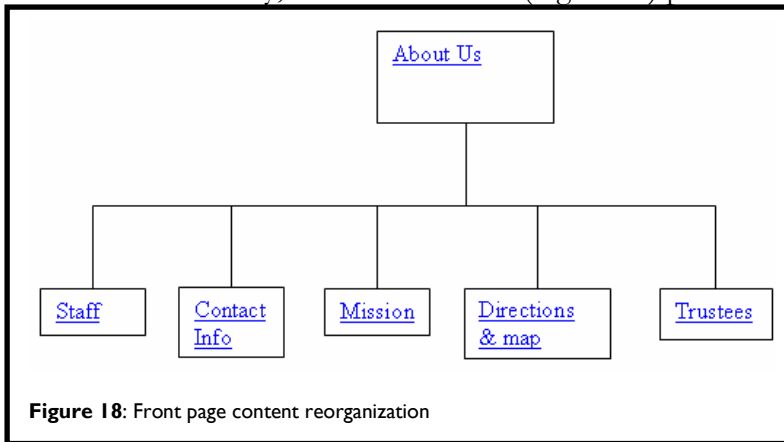 About Us
Staff
Contact
Info
Mission
Directions
& map
Trustees
Figure 18: Front page content reorganization